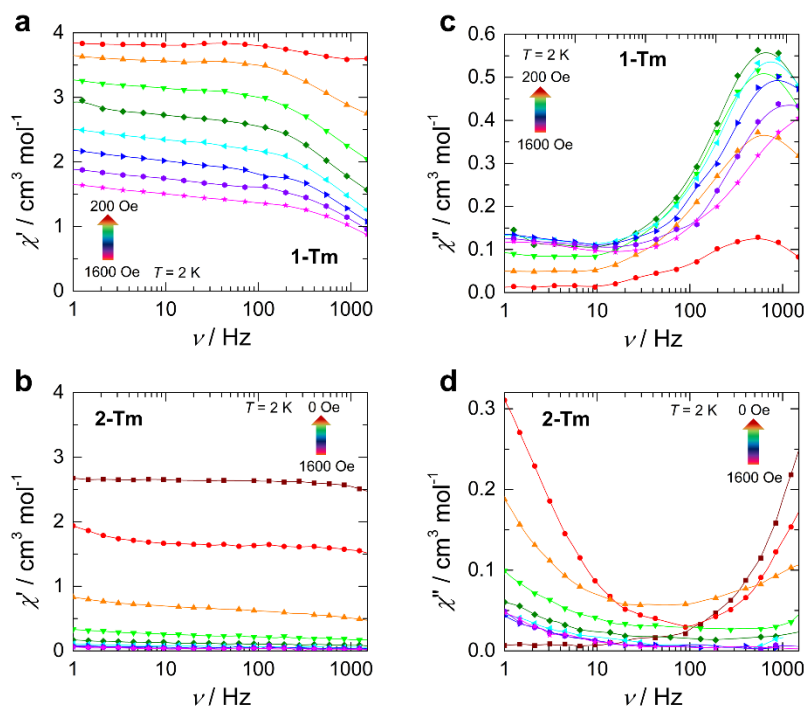 a
4
3
2
1
0
χ′ / cm³ mol⁻¹
200 Oe
1600 Oe
T = 2 K
1-Tm
1 10 100 1000
ν / Hz
c
0.6
0.5
0.4
0.3
0.2
0.1
0.0
χ″ / cm³ mol⁻¹
T = 2 K
200 Oe
1600 Oe
1-Tm
1 10 100 1000
ν / Hz
b
4
3
2
1
0
χ′ / cm³ mol⁻¹
2-Tm
T = 2 K 0 Oe
1600 Oe
1 10 100 1000
ν / Hz
d
0.3
0.2
0.1
0.0
χ″ / cm³ mol⁻¹
2-Tm
T = 2 K 0 Oe
1600 Oe
1 10 100 1000
ν / Hz